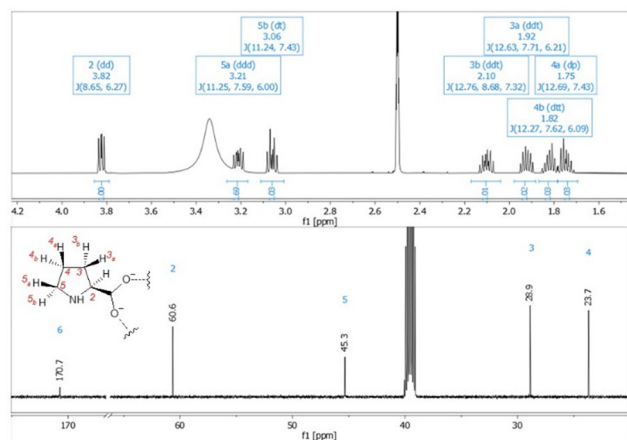 5b (dt)
3.06
J(11.24, 7.43)
3a (ddt)
1.92
J(12.63, 7.71, 6.21)
2 (dd)
3.82
J(8.65, 6.27)
5a (ddd)
3.21
J(11.25, 7.59, 6.00)
3b (ddt)
2.10
J(12.76, 8.68, 7.32)
4a (dp)
1.75
J(12.69, 7.43)
4b (dtt)
1.82
J(12.27, 7.62, 6.09)
4.2 4.0 3.8 3.6 3.4 3.2 3.0 2.8 2.6 2.4 2.2 2.0 1.8 1.6
f1 [ppm]
4a H H 3b
4b H H 3a
4 3 H
5a H 5 2 O−
5b H NH O−
6
170.7
2
60.6
5
45.3
3
28.9
4
23.7
170 60 50 40 30
f1 [ppm]